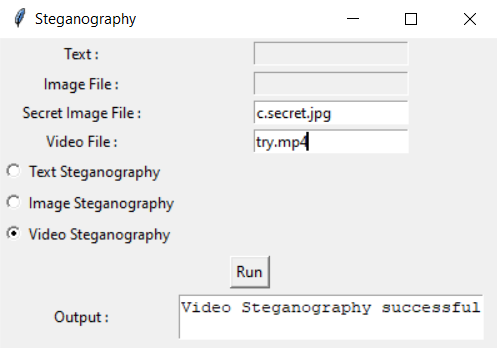 Steganography
Text :
Image File :
Secret Image File : c.secret.jpg
Video File : try.mp4
Text Steganography
Image Steganography
Video Steganography
Run
Output : Video Steganography successful